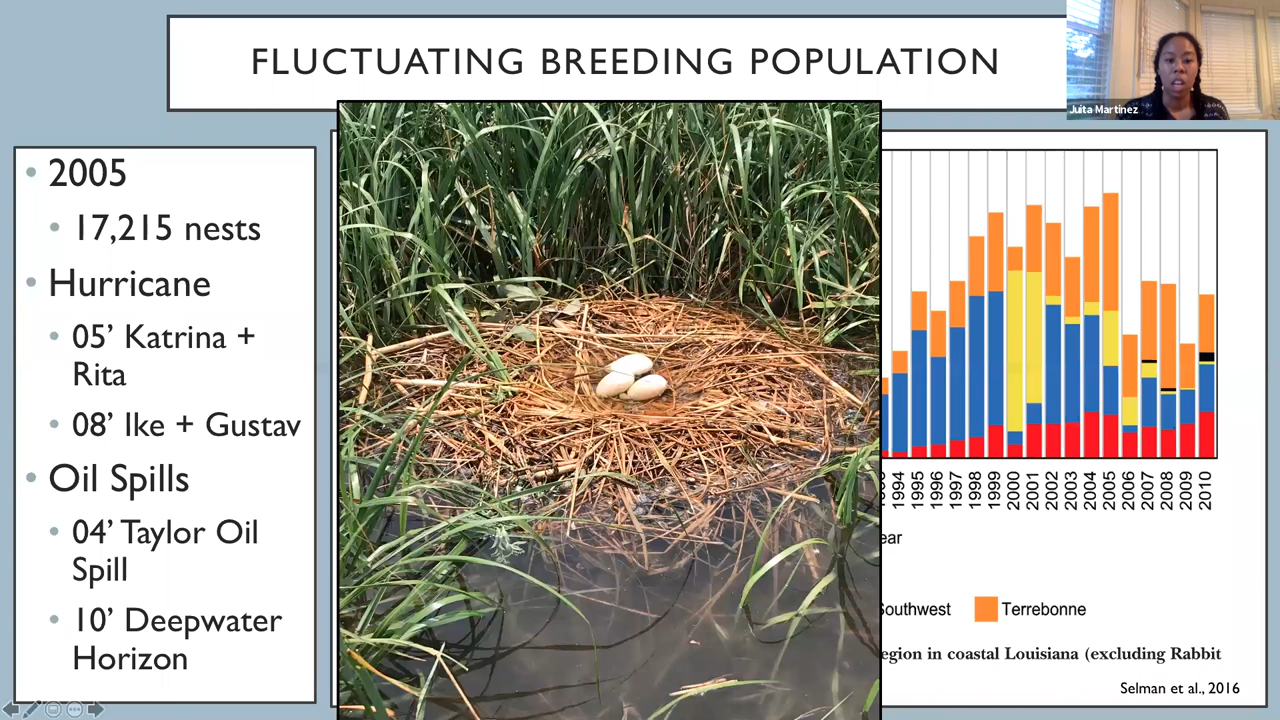 FLUCTUATING BREEDING POPULATION
Juita Martinez
2005
17,215 nests
Hurricane
05’ Katrina +
Rita
08’ Ike + Gustav
Oil Spills
04’ Taylor Oil
Spill
10’ Deepwater
Horizon
1994 1995 1996 1997 1998 1999 2000 2001 2002 2003 2004 2005 2006 2007 2008 2009 2010
ear
Southwest Terrebonne
egion in coastal Louisiana (excluding Rabbit
Selman et al., 2016